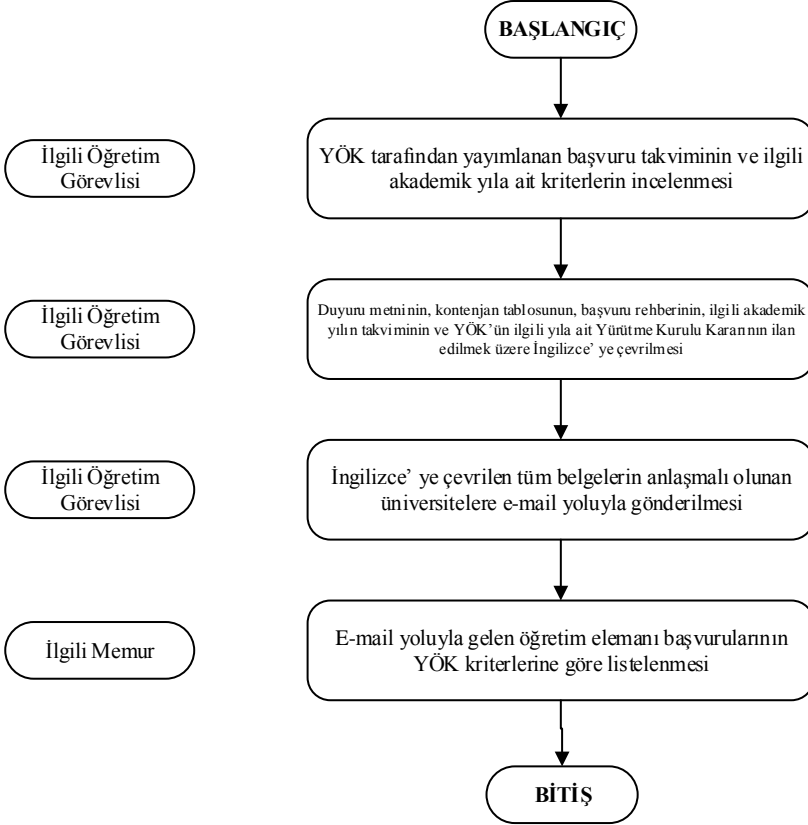 BAŞLANGIÇ
İlgili Öğretim
Görevlisi
YÖK tarafından yayımlanan başvuru takviminin ve ilgili
akademik yıla ait kriterlerin incelenmesi
İlgili Öğretim
Görevlisi
Duyuru metninin, kontenjan tablosunun, başvuru rehberinin, ilgili akademik
yılın takviminin ve YÖK’ün ilgili yıla ait Yürütme Kurulu Kararının ilan
edilmek üzere İngilizce’ ye çevrilmesi
İlgili Öğretim
Görevlisi
İngilizce’ ye çevrilen tüm belgelerin anlaşmalı olunan
üniversitelere e-mail yoluyla gönderilmesi
İlgili Memur
E-mail yoluyla gelen öğretim elemanı başvurularının
YÖK kriterlerine göre listelenmesi
BİTİŞ